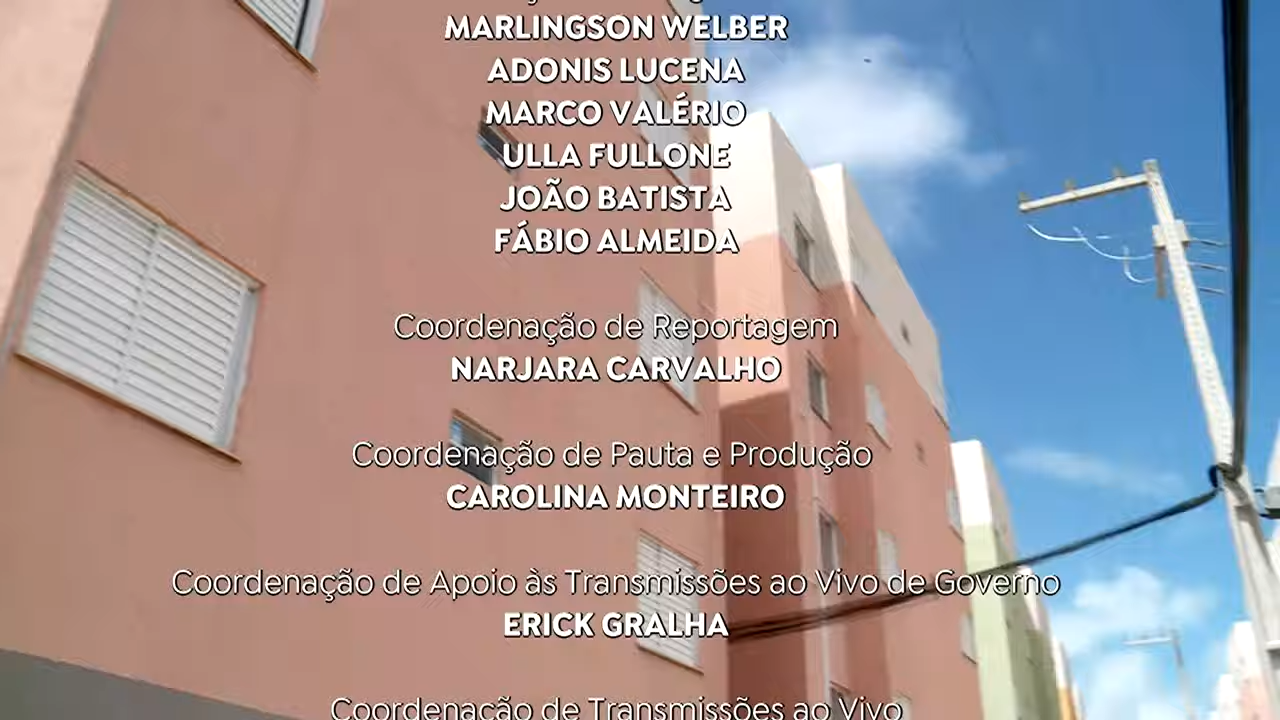 MARLINGSON WELBER
ADONIS LUCENA
MARCO VALÉRIO
ULLA FULLONE
JOÃO BATISTA
FÁBIO ALMEIDA
Coordenação de Reportagem
NARJARA CARVALHO
Coordenação de Pauta e Produção
CAROLINA MONTEIRO
Coordenação de Apoio às Transmissões ao Vivo de Governo
ERICK GRALHA
Coordenação de Transmissões ao Vivo